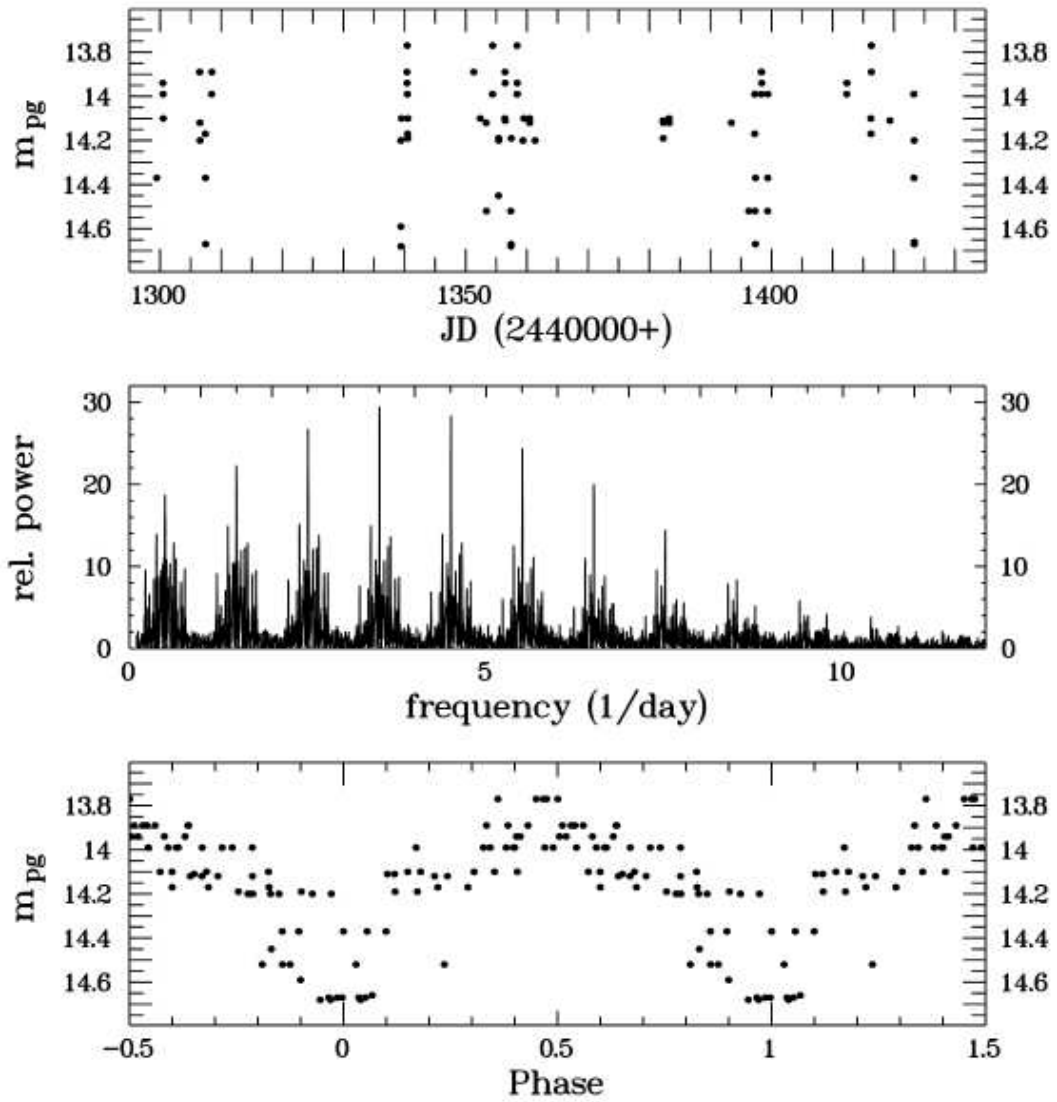 13.8 13.8
14 14
14.2 14.2
14.4 14.4
14.6 14.6
m pg
1300 1350 1400
JD (2440000+)
30 30
20 20
10 10
0 0
rel. power
0 5 10
frequency (1/day)
13.8 13.8
14 14
14.2 14.2
14.4 14.4
14.6 14.6
m pg
−0.5 0 0.5 1 1.5
Phase